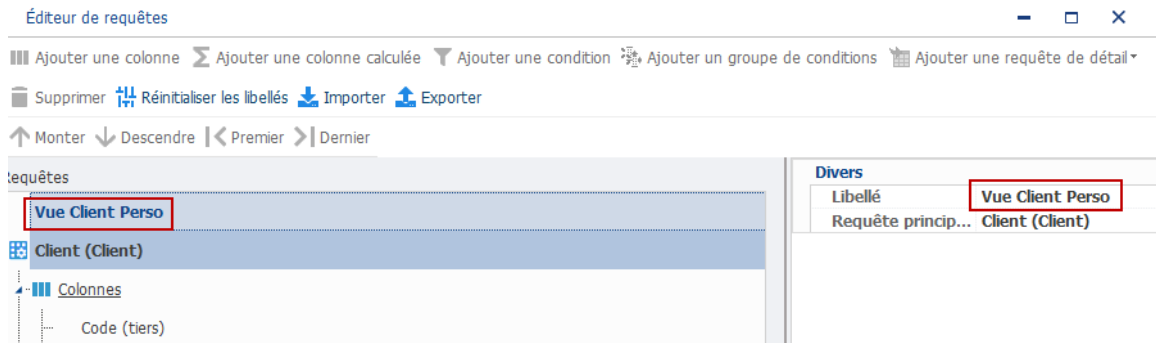 Éditeur de requêtes
Ajouter une colonne Ajouter une colonne calculée Ajouter une condition Ajouter un groupe de conditions Ajouter une requête de détail
Supprimer Réinitialiser les libellés Importer Exporter
Monter Descendre Premier Dernier
Requêtes
Divers
Vue Client Perso
Libellé Vue Client Perso
Requête princip... Client (Client)
Client (Client)
Colonnes
Code (tiers)